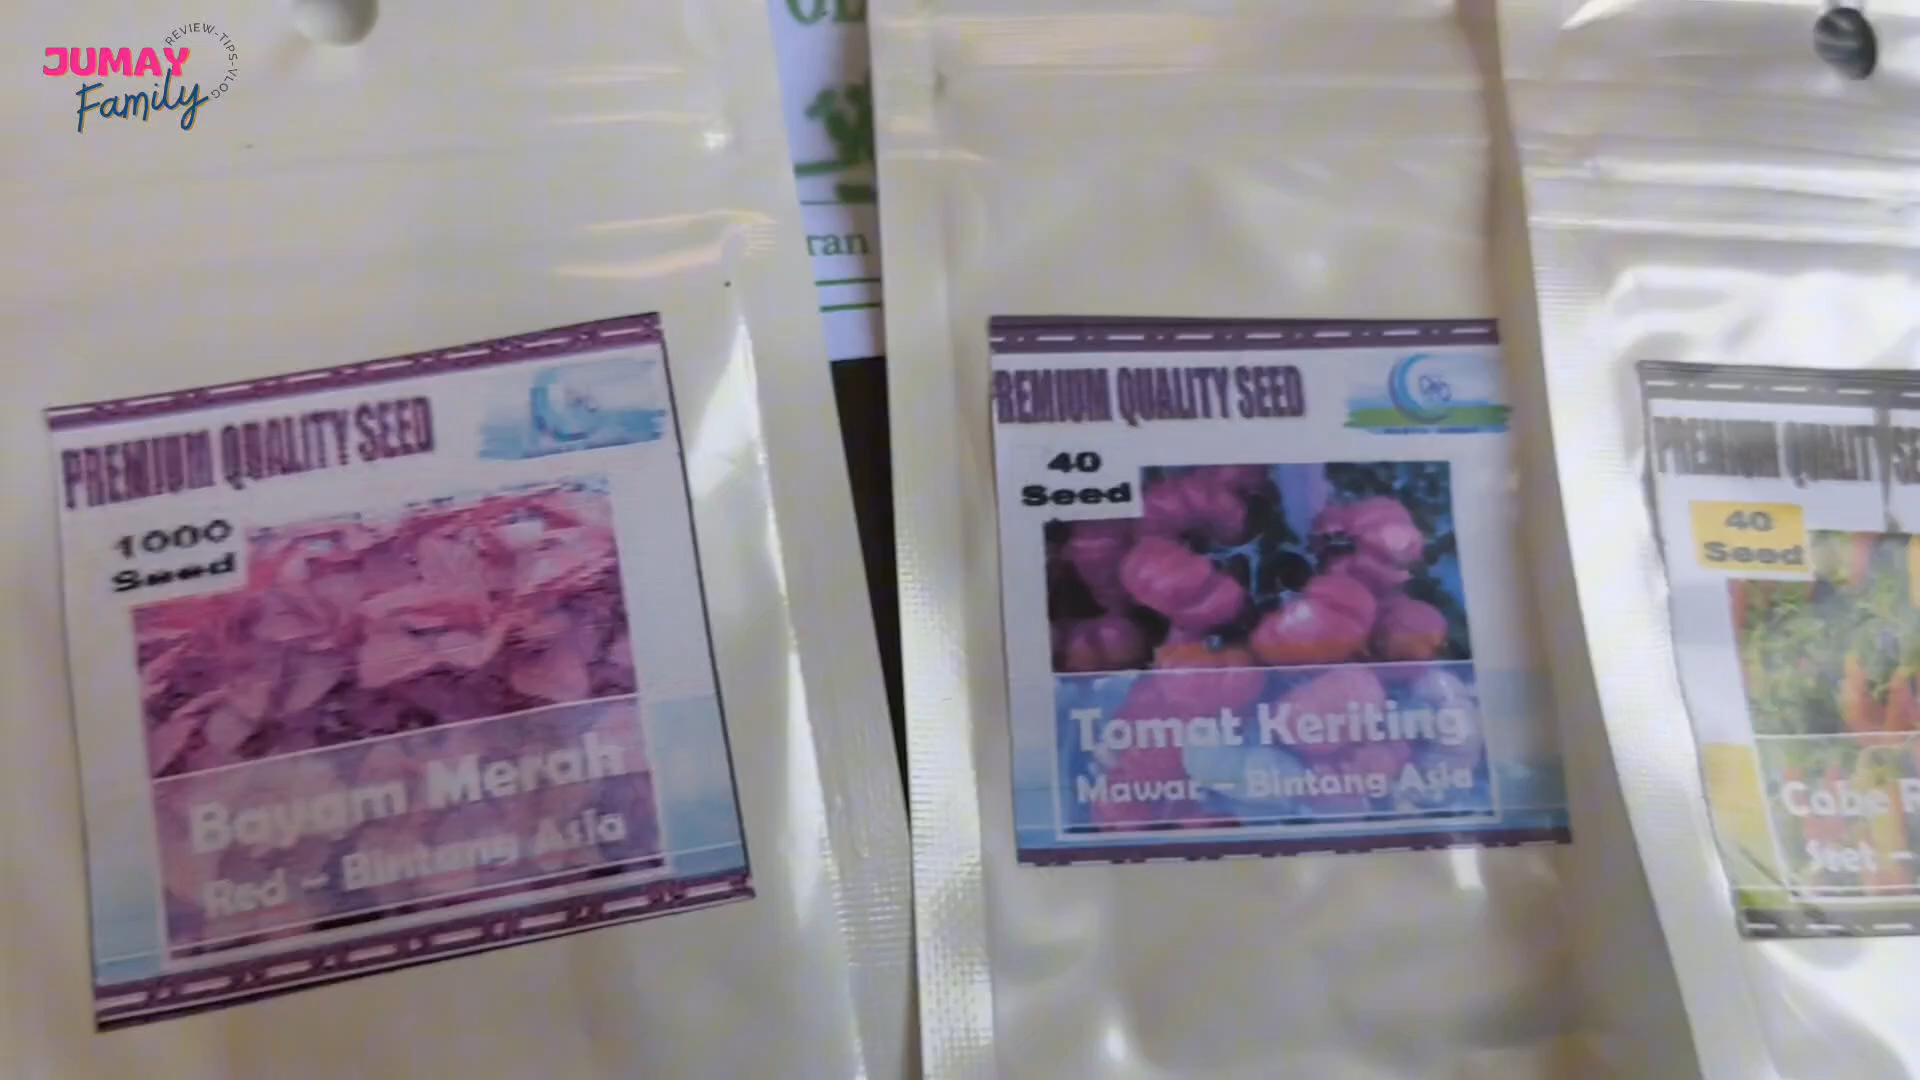 JUMAY
Family
REVIEW-TIPS-VLOG
ran
PREMIUM QUALITY SEED
1000
Seed
Bayam Merah
Red - Bintang Asia
REMIUM QUALITY SEED
40
Seed
Tomat Keriting
Mawar - Bintang Asia
PREMIUM QUALITY SE
40
Seed
Cabe R